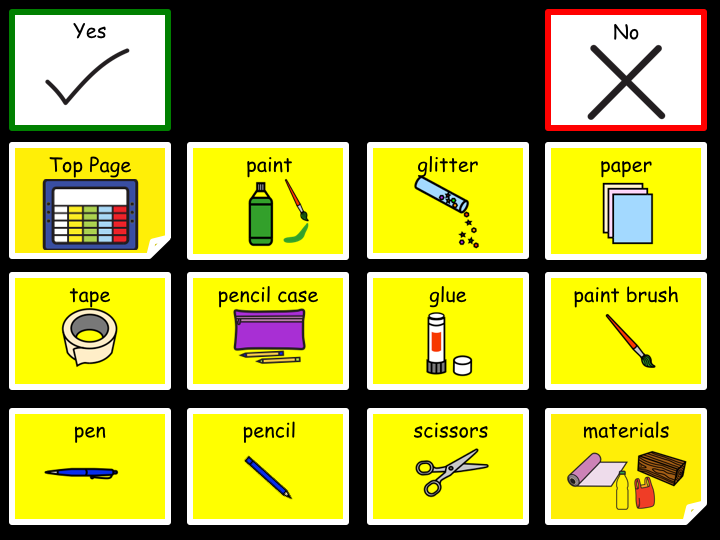 Yes
No
Top Page
paint
glitter
paper
tape
pencil case
glue
paint brush
pen
pencil
scissors
materials